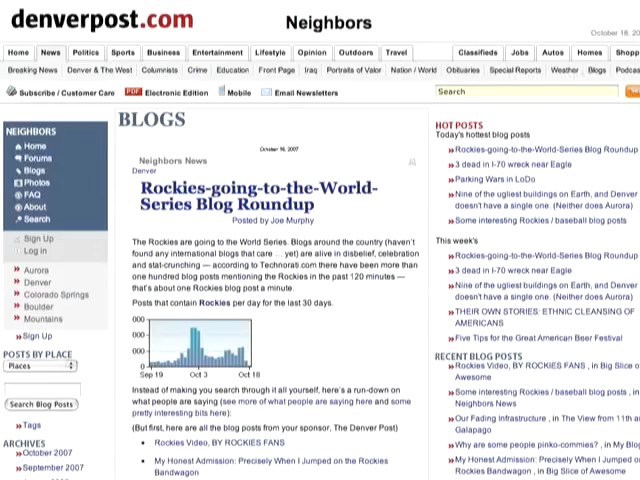 denverpost.com
Neighbors
October 18, 20
Home News Politics Sports Business Entertainment Lifestyle Opinion Outdoors Travel Classifieds Jobs Autos Homes Shopp
Breaking News Denver & The West Columnists Crime Education Front Page Iraq Portraits of Valor Nation / World Obituaries Special Reports Weather Blogs Podcas
Subscribe / Customer Care PDF Electronic Edition Mobile Email Newsletters Search
NEIGHBORS
Home
Forums
Blogs
Photos
FAQ
About
Search
Sign Up
Log in
Aurora
Denver
Colorado Springs
Boulder
Mountains
Sign Up
POSTS BY PLACE
Places
Search Blog Posts
Tags
ARCHIVES
October 2007
September 2007
BLOGS
October 16, 2007
Neighbors News
Denver
Rockies-going-to-the-World-
Series Blog Roundup
Posted by Joe Murphy
The Rockies are going to the World Series. Blogs around the country (haven't
found any international blogs that care ... yet) are alive in disbelief, celebration
and stat-crunching — according to Technorati.com there have been more than
one hundred blog posts mentioning the Rockies in the past 120 minutes —
that's about one Rockies blog post a minute.
Posts that contain Rockies per day for the last 30 days.
000
000
000
0
Sep 19 Oct 3 Oct 18
Instead of making you search through it all yourself, here's a run-down on
what people are saying (see more of what people are saying here and some
pretty interesting bits here):
(But first, here are all the blog posts from your sponsor, The Denver Post)
• Rockies Video, BY ROCKIES FANS
• My Honest Admission: Precisely When I Jumped on the Rockies
Bandwagon
HOT POSTS
Today's hottest blog posts
Rockies-going-to-the-World-Series Blog Roundup
3 dead in I-70 wreck near Eagle
Parking Wars in LoDo
Nine of the ugliest buildings on Earth, and Denver
doesn't have a single one. (Neither does Aurora)
Some interesting Rockies / baseball blog posts
This week's
Rockies-going-to-the-World-Series Blog Roundup
3 dead in I-70 wreck near Eagle
Nine of the ugliest buildings on Earth, and Denver
doesn't have a single one. (Neither does Aurora)
THEIR OWN STORIES: ETHNIC CLEANSING OF
AMERICANS
Five Tips for the Great American Beer Festival
RECENT BLOG POSTS
Rockies Video, BY ROCKIES FANS , in Big Slice o
Awesome
Some interesting Rockies / baseball blog posts , in
Neighbors News
Our Fading Infrastructure , in The View from 11th a
Galapago
Why are some people pinko-commies? , in My Blog
My Honest Admission: Precisely When I Jumped o
Rockies Bandwagon , in Big Slice of Awesome